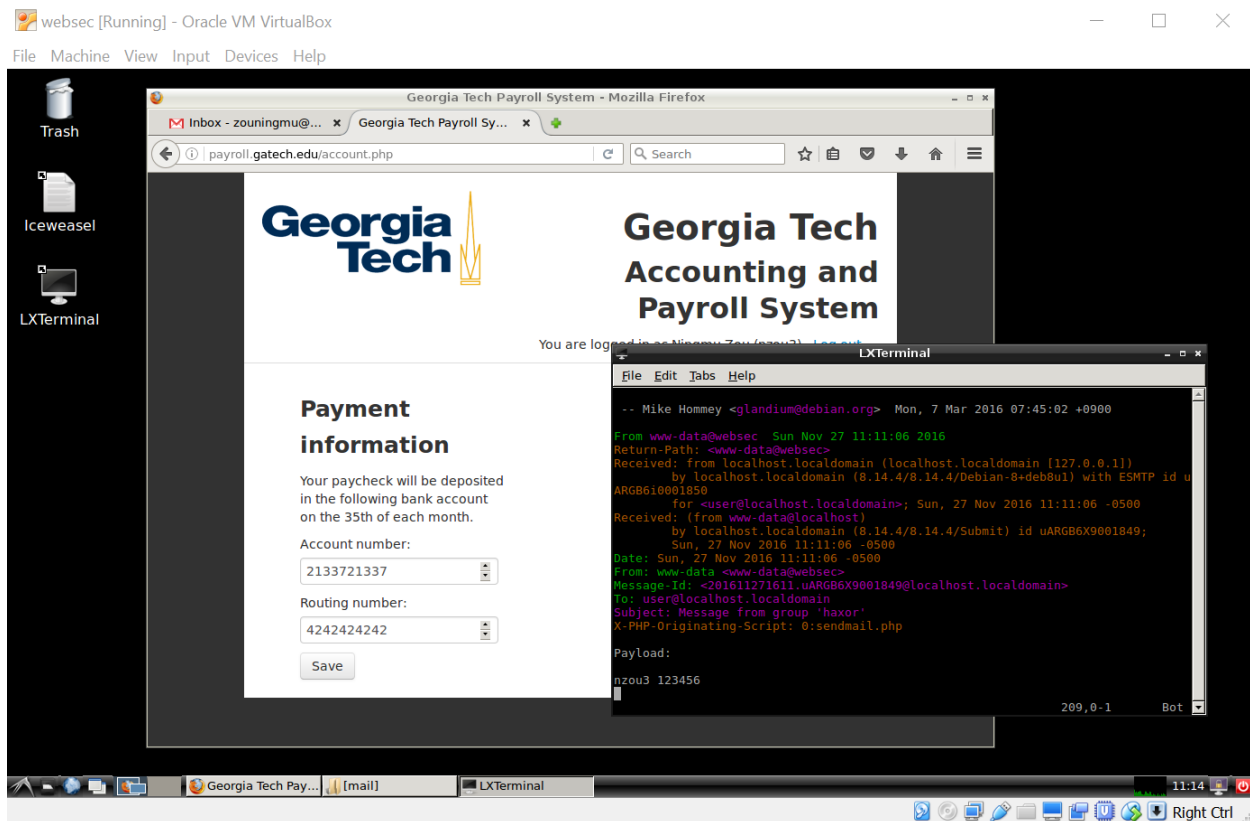 websec [Running] - Oracle VM VirtualBox
File Machine View Input Devices Help
Trash
Iceweasel
LXTerminal
Georgia Tech Payroll System - Mozilla Firefox
Inbox - zouningmu@... × Georgia Tech Payroll Sy... ×
payroll.gatech.edu/account.php
Search
Georgia
Tech
Georgia Tech
Accounting and
Payroll System
You are logged in as Ningmu Zou (nzou3) Log out
Payment
information
Your paycheck will be deposited
in the following bank account
on the 35th of each month.
Account number:
2133721337
Routing number:
4242424242
Save
LXTerminal
File Edit Tabs Help
-- Mike Hommey <glandium@debian.org>  Mon, 7 Mar 2016 07:45:02 +0900
From www-data@websec  Sun Nov 27 11:11:06 2016
Return-Path: <www-data@websec>
Received: from localhost.localdomain (localhost.localdomain [127.0.0.1])
by localhost.localdomain (8.14.4/8.14.4/Debian-8+deb8u1) with ESMTP id u
ARGB6i0001850
for <user@localhost.localdomain>; Sun, 27 Nov 2016 11:11:06 -0500
Received: (from www-data@localhost)
by localhost.localdomain (8.14.4/8.14.4/Submit) id uARGB6X9001849;
Sun, 27 Nov 2016 11:11:06 -0500
Date: Sun, 27 Nov 2016 11:11:06 -0500
From: www-data <www-data@websec>
Message-Id: <201611271611.uARGB6X9001849@localhost.localdomain>
To: user@localhost.localdomain
Subject: Message from group 'haxor'
X-PHP-Originating-Script: 0:sendmail.php
Payload:
nzou3 123456
209,0-1 Bot
Georgia Tech Pay... [mail] LXTerminal 11:14
Right Ctrl